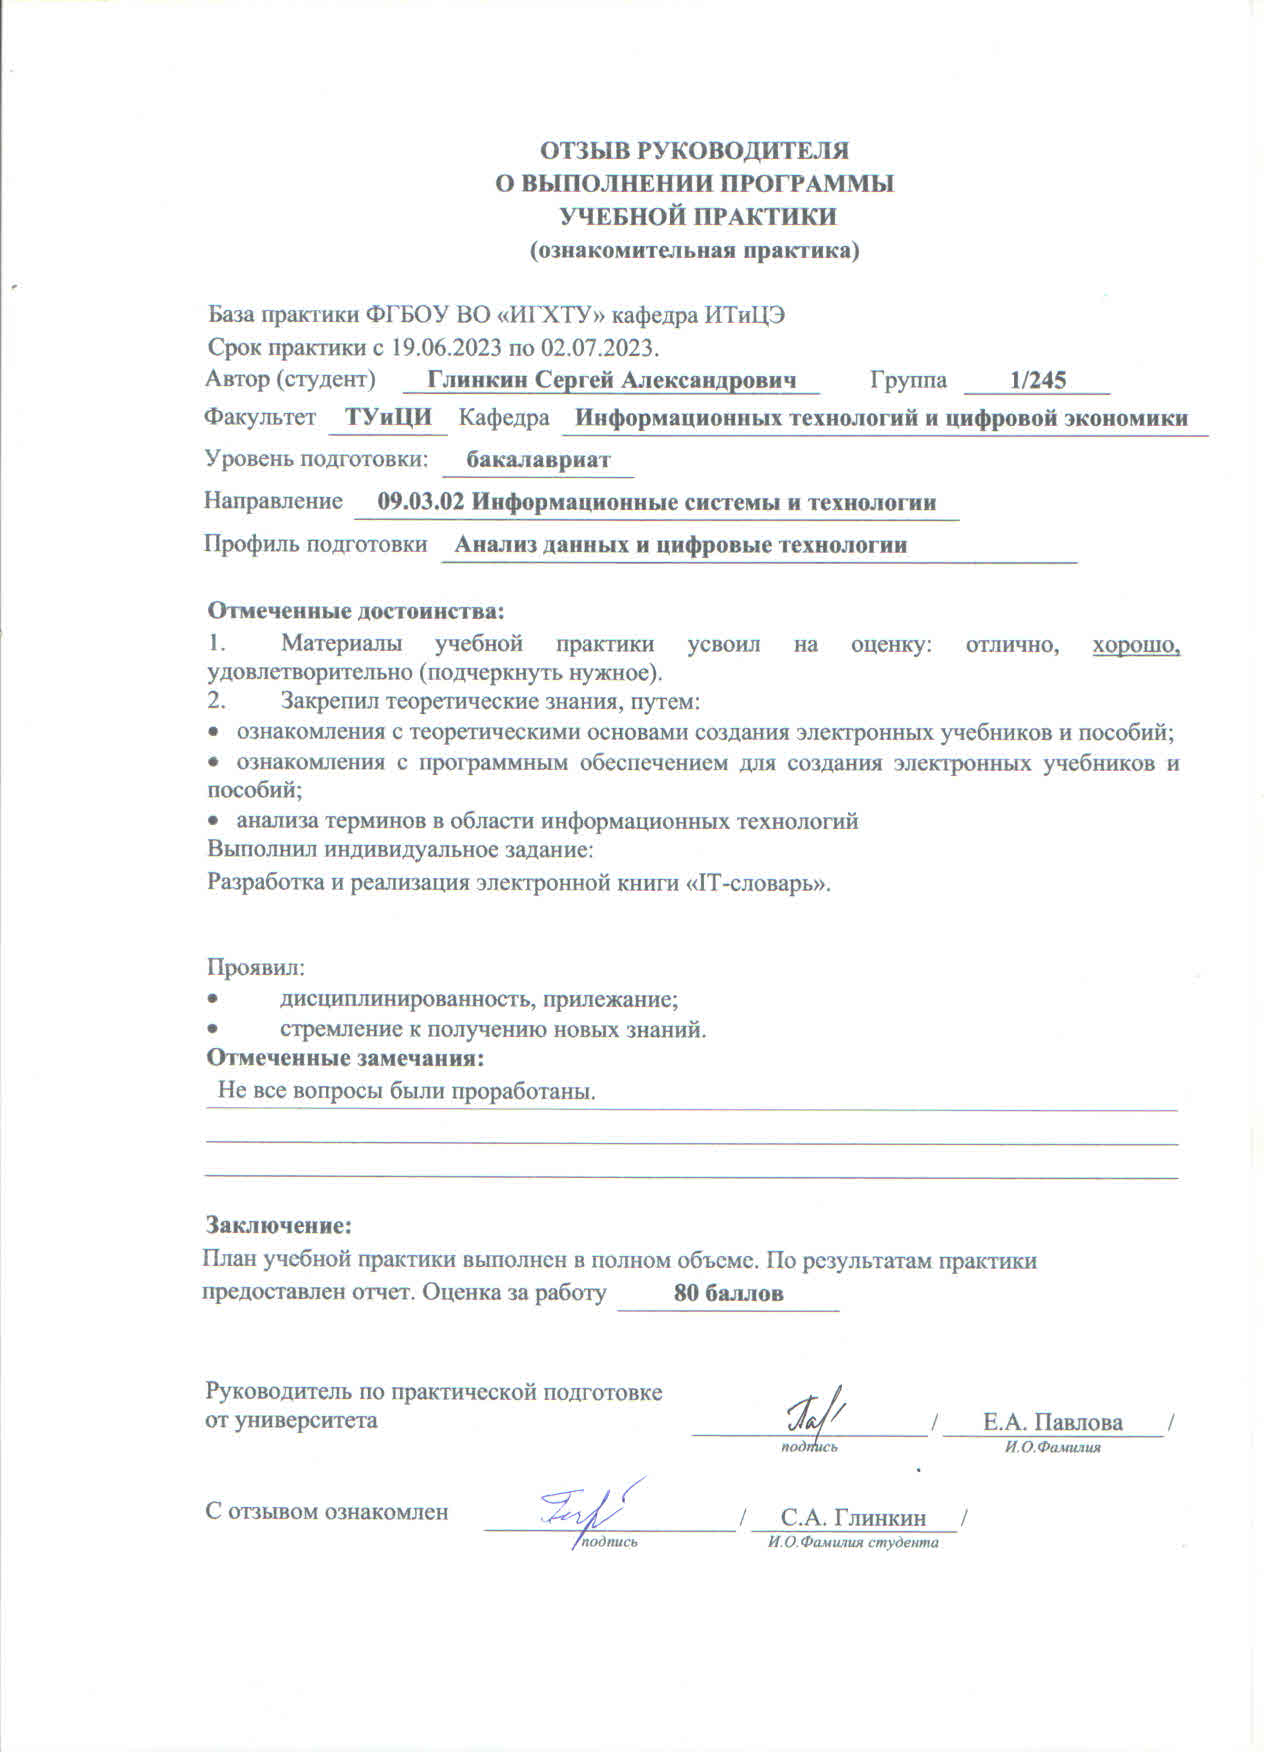 ОТЗЫВ РУКОВОДИТЕЛЯ
О ВЫПОЛНЕНИИ ПРОГРАММЫ
УЧЕБНОЙ ПРАКТИКИ
(ознакомительная практика)
База практики ФГБОУ ВО «ИГХТУ» кафедра ИТиЦЭ
Срок практики с 19.06.2023 по 02.07.2023.
Автор (студент) Глинкин Сергей Александрович Группа 1/245
Факультет ТУиЦИ Кафедра Информационных технологий и цифровой экономики
Уровень подготовки: бакалавриат
Направление 09.03.02 Информационные системы и технологии
Профиль подготовки Анализ данных и цифровые технологии
Отмеченные достоинства:
1. Материалы учебной практики усвоил на оценку: отлично, хорошо,
удовлетворительно (подчеркнуть нужное).
2. Закрепил теоретические знания, путем:
• ознакомления с теоретическими основами создания электронных учебников и пособий;
• ознакомления с программным обеспечением для создания электронных учебников и
пособий;
• анализа терминов в области информационных технологий
Выполнил индивидуальное задание:
Разработка и реализация электронной книги «IT-словарь».
Проявил:
• дисциплинированность, прилежание;
• стремление к получению новых знаний.
Отмеченные замечания:
Не все вопросы были проработаны.
Заключение:
План учебной практики выполнен в полном объеме. По результатам практики
предоставлен отчет. Оценка за работу 80 баллов
Руководитель по практической подготовке
от университета / Е.А. Павлова /
подпись И.О.Фамилия
С отзывом ознакомлен / С.А. Глинкин /
подпись И.О.Фамилия студента